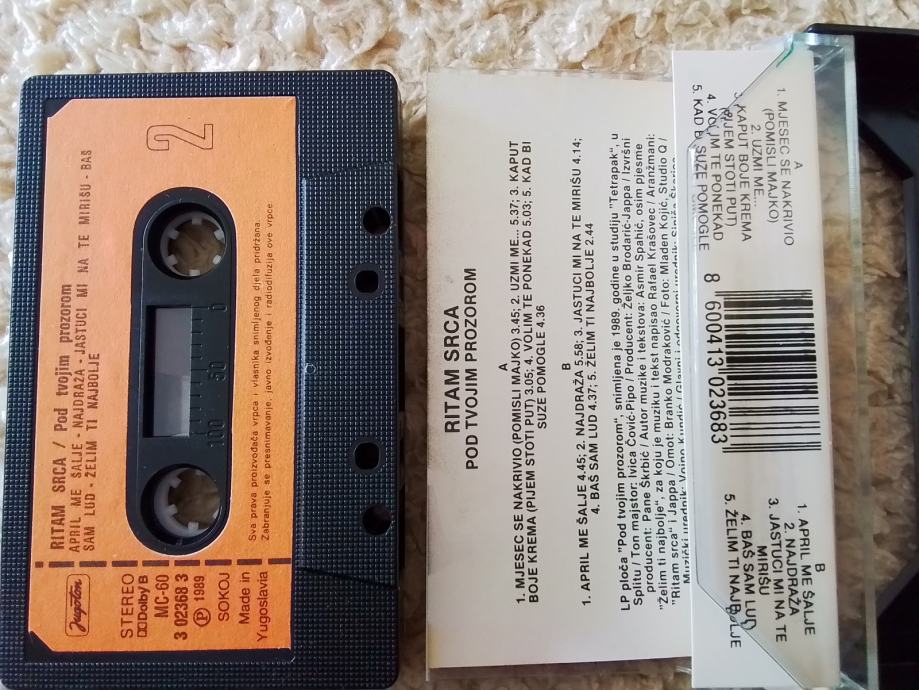 2
RITAM SRCA / Pod tvojim prozorom
APRIL ME ŠALJE - NAJDRAŽA - JASTUCI MI NA TE MIRIŠU - BAŠ
SAM LUD - ŽELIM TI NAJBOLJE
100 50 0
Jugoton
STEREO
Dolby B
MC-60
3 02368 3
Ⓟ 1989
SOKOJ
Made in
Yugoslavia
Sva prava proizvođača vrpce i vlasnika snimljenog djela pridržana.
Zabranjuje se presnimavanje, javno izvođenje i radiodifuzija ove vrpce.
RITAM SRCA
POD TVOJIM PROZOROM
A
1. MJESEC SE NAKRIVIO (POMISLI MAJKO) 3.45; 2. UZMI ME... 5.37; 3. KAPUT
BOJE KREMA (PIJEM STOTI PUT) 3.05; 4. VOLIM TE PONEKAD 5.03; 5. KAD BI
SUZE POMOGLE 4.36
B
1. APRIL ME ŠALJE 4.45; 2. NAJDRAŽA 5.58; 3. JASTUCI MI NA TE MIRIŠU 4.14;
4. BAŠ SAM LUD 4.37; 5. ŽELIM TI NAJBOLJE 2.44
LP ploča "Pod tvojim prozorom", snimljena je 1989. godine u studiju "Tetrapak", u
Splitu / Ton majstor: Ivica Čović-Pipo / Producent: Željko Brodarić-Jappa / Izvršni
producent: Pane Škrbić / Autor muzike i tekstova: Asmir Spahić, osim pjesme
"Želim ti najbolje", za koju je muziku i tekst napisao Rafael Krašovec / Aranžmani:
"Ritam srca" i Jappa / Omot: Branko Modraković / Foto: Mladen Kojić, Studio Q /
Muzički urednik: Vojno Kundić / Glavni i odgovorni urednik: Siniša Škarica
A
1. MJESEC SE NAKRIVIO
(POMISLI MAJKO)
2. UZMI ME...
3. KAPUT BOJE KREMA
(PIJEM STOTI PUT)
4. VOLIM TE PONEKAD
5. KAD BI SUZE POMOGLE
8 600413 023683
B
1. APRIL ME ŠALJE
2. NAJDRAŽA
3. JASTUCI MI NA TE
MIRIŠU
4. BAŠ SAM LUD
5. ŽELIM TI NAJBOLJE